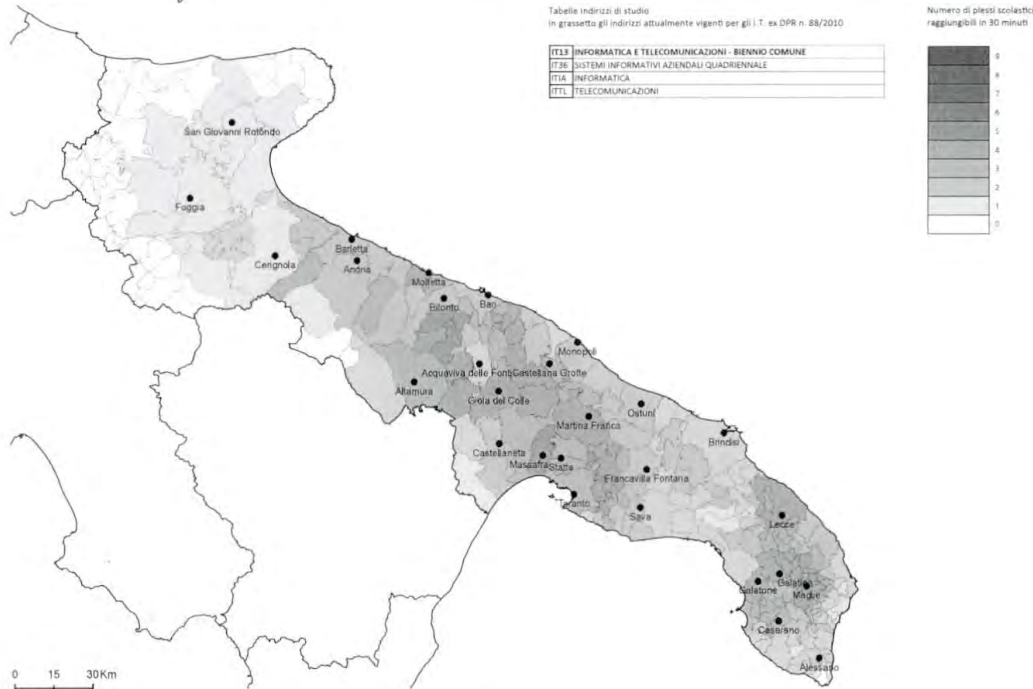 Tabelle indirizzi di studio
in grassetto gli indirizzi attualmente vigenti per gli I.T. ex DPR n. 88/2010
IT13 INFORMATICA E TELECOMUNICAZIONI - BIENNIO COMUNE
IT36 SISTEMI INFORMATIVI AZIENDALI QUADRIENNALE
ITIA INFORMATICA
ITTL TELECOMUNICAZIONI
Numero di plessi scolastici
raggiungibili in 30 minuti
9
8
7
6
5
4
3
2
1
0
San Giovanni Rotondo
Foggia
Cerignola
Barletta
Andria
Molfetta
Bitonto
Bari
Monopoli
Acquaviva delle Fonti
Castellana Grotte
Altamura
Gioia del Colle
Ostuni
Martina Franca
Brindisi
Castellaneta
Massafra
Statte
Francavilla Fontana
Taranto
Sava
Lecce
Galatina
Galatone
Maglie
Casarano
Alessano
0 15 30Km